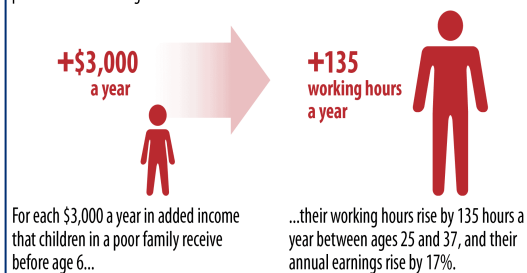 +$3,000
a year
+135
working hours
a year
For each $3,000 a year in added income
that children in a poor family receive
before age 6...
...their working hours rise by 135 hours a
year between ages 25 and 37, and their
annual earnings rise by 17%.